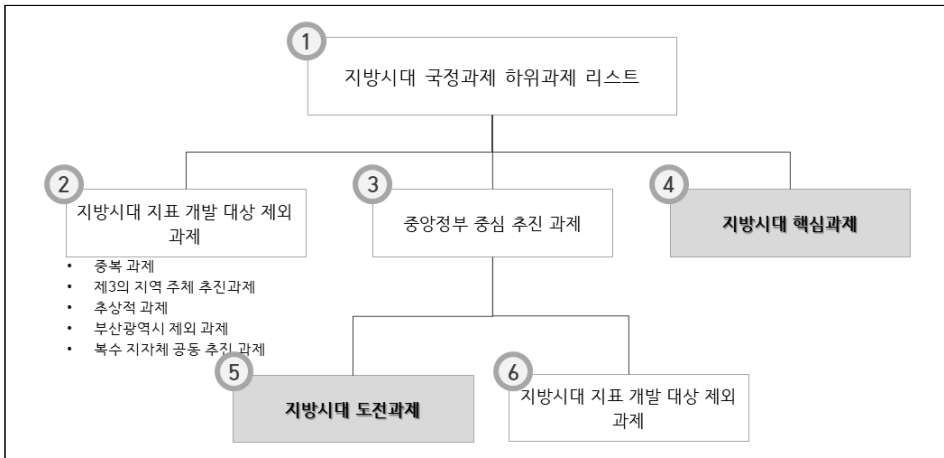 1
지방시대 국정과제 하위과제 리스트
2
지방시대 지표 개발 대상 제외
과제
3
중앙정부 중심 추진 과제
4
지방시대 핵심과제
• 중복 과제
• 제3의 지역 주체 추진과제
• 추상적 과제
• 부산광역시 제외 과제
• 복수 지자체 공동 추진 과제
5
지방시대 도전과제
6
지방시대 지표 개발 대상 제외
과제